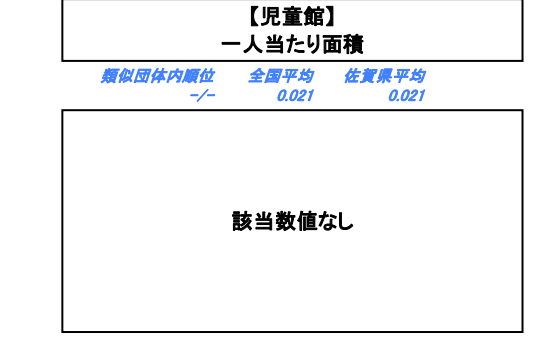 【児童館】
一人当たり面積
類似団体内順位 全国平均 佐賀県平均
-/- 0.021 0.021
該当数値なし